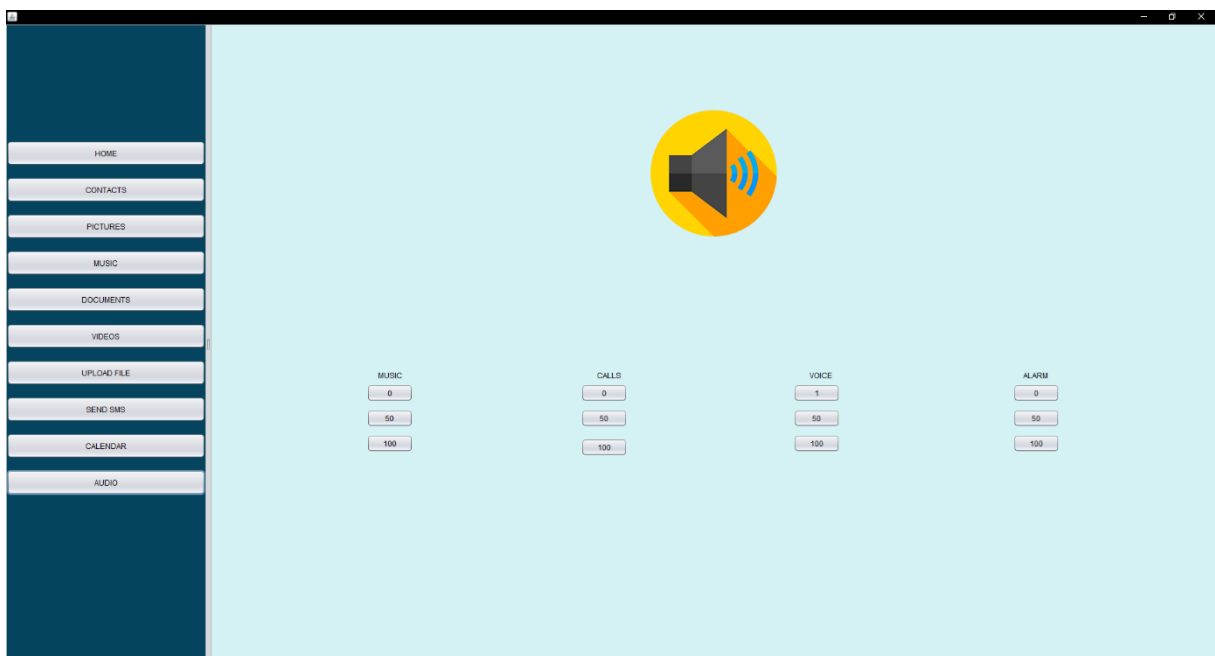 HOME
CONTACTS
PICTURES
MUSIC
DOCUMENTS
VIDEOS
UPLOAD FILE
SEND SMS
CALENDAR
AUDIO
MUSIC CALLS VOICE ALARM
0 0 1 0
50 50 50 50
100 100 100 100